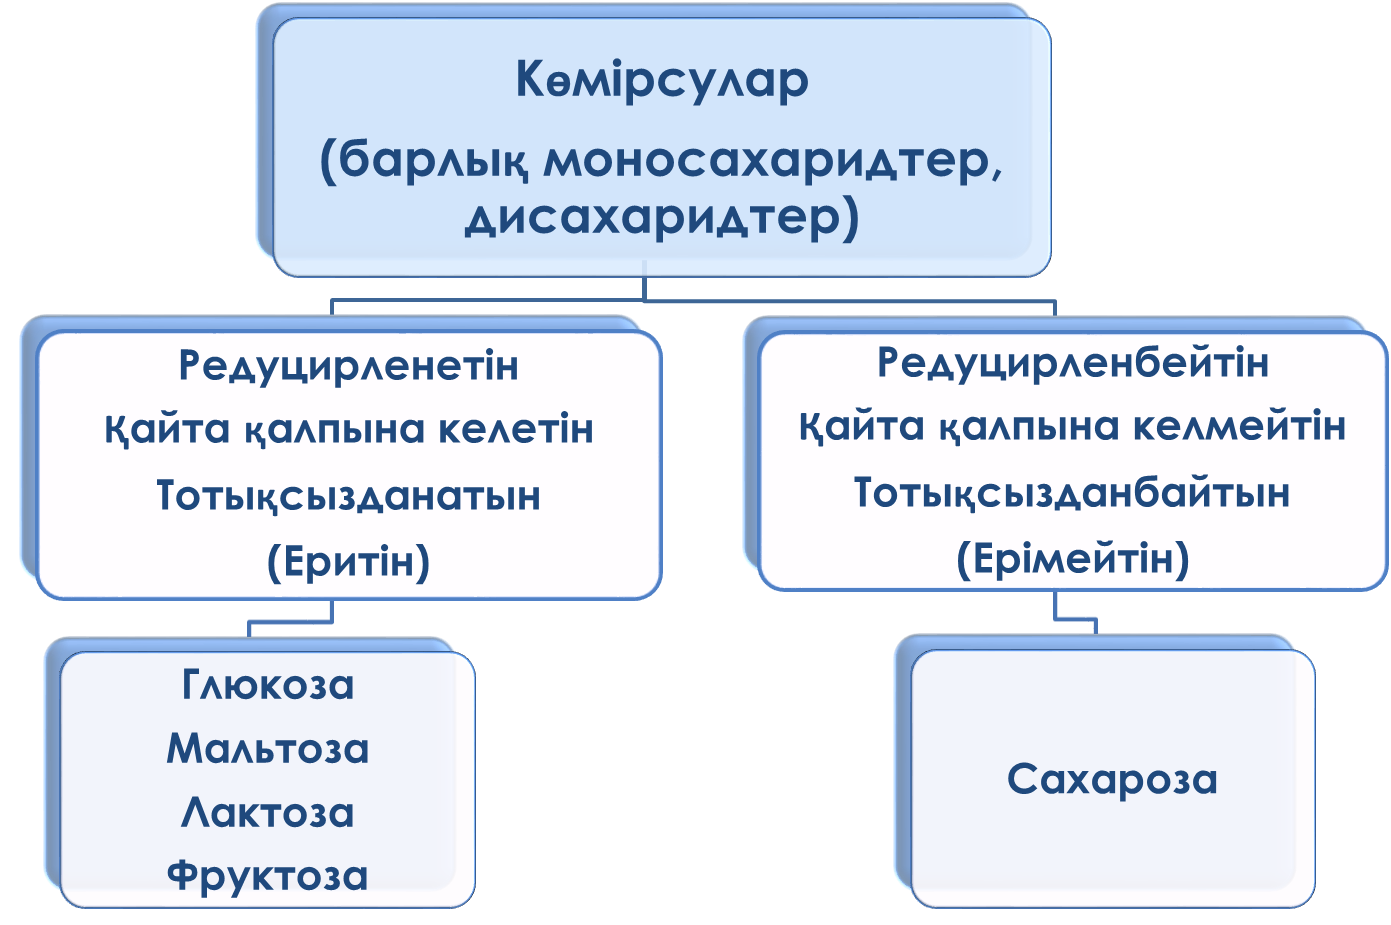 Көмірсулар
(барлық моносахаридтер,
дисахаридтер)
Редуцирленетін
Қайта қалпына келетін
Тотықсызданатын
(Еритін)
Редуцирленбейтін
Қайта қалпына келмейтін
Тотықсызданбайтын
(Ерімейтін)
Глюкоза
Мальтоза
Лактоза
Фруктоза
Сахароза